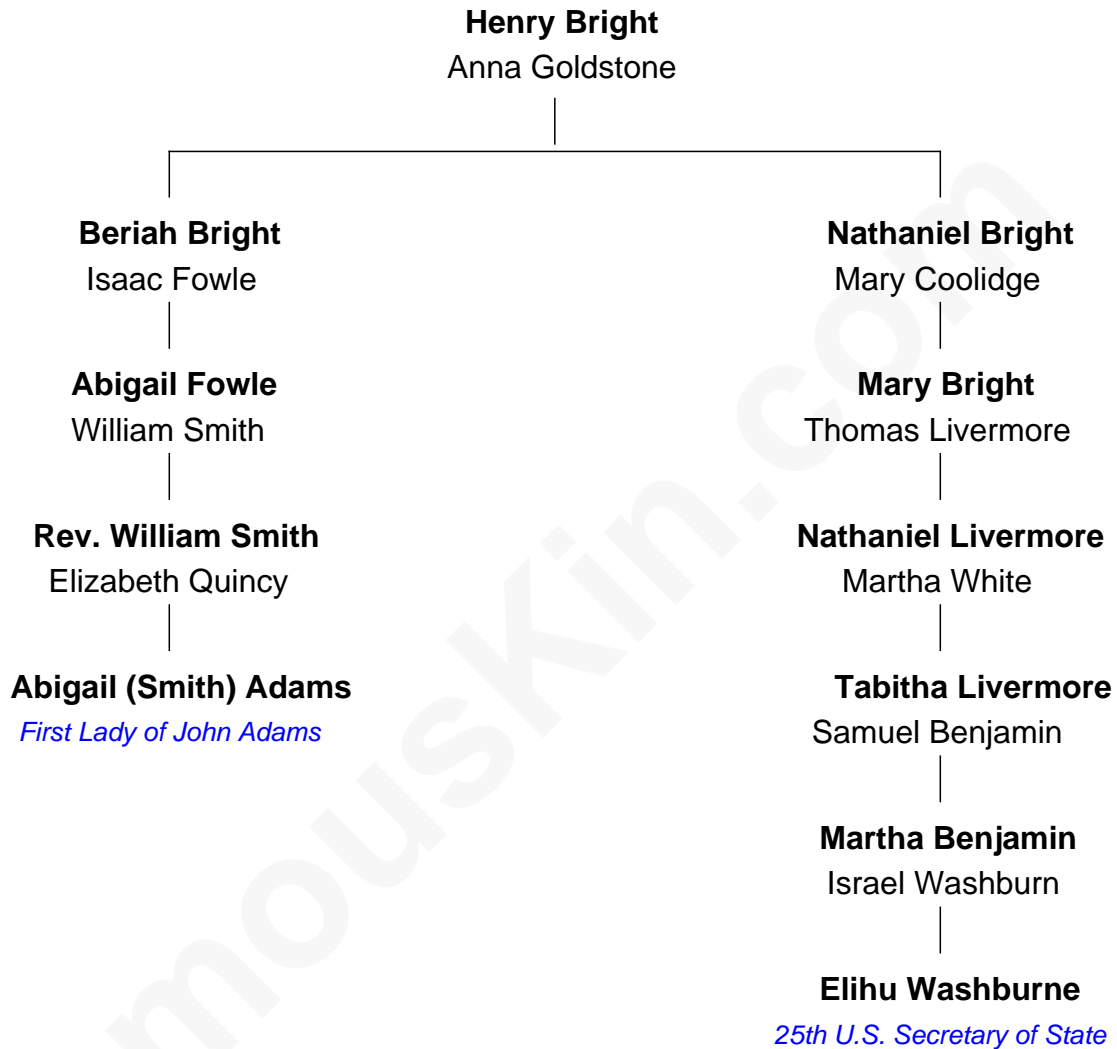 Henry Bright
Anna Goldstone
Beriah Bright
Isaac Fowle
Nathaniel Bright
Mary Coolidge
Abigail Fowle
William Smith
Mary Bright
Thomas Livermore
Rev. William Smith
Elizabeth Quincy
Nathaniel Livermore
Martha White
Abigail (Smith) Adams
First Lady of John Adams
Tabitha Livermore
Samuel Benjamin
Martha Benjamin
Israel Washburn
Elihu Washburne
25th U.S. Secretary of State
mouskin.com